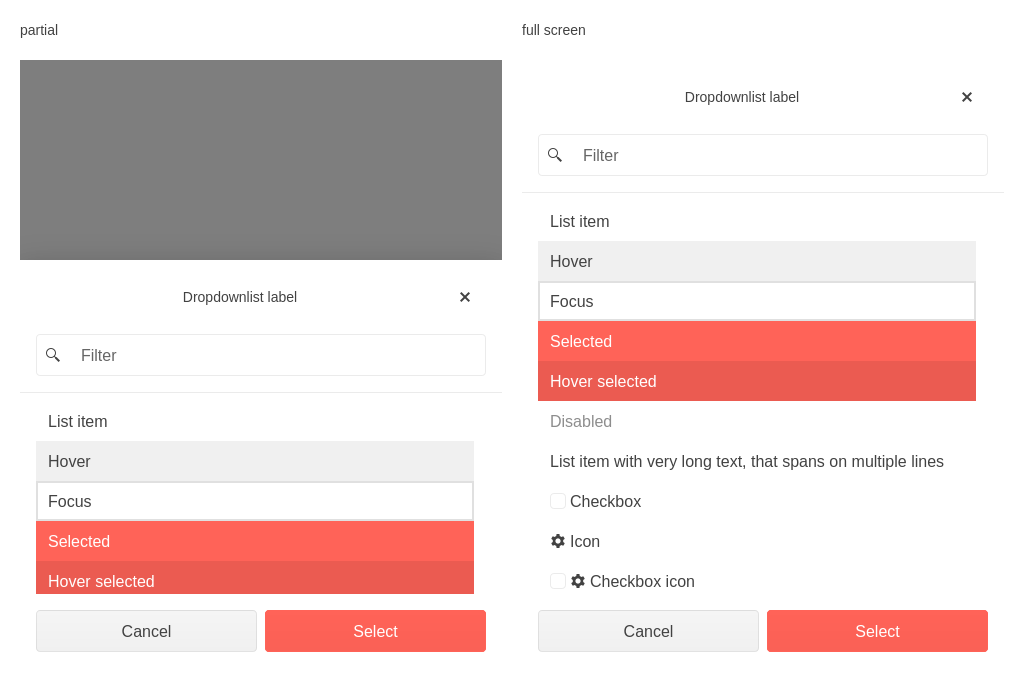 partial
Dropdownlist label
Filter
List item
Hover
Focus
Selected
Hover selected
Cancel
Select
full screen
Dropdownlist label
Filter
List item
Hover
Focus
Selected
Hover selected
Disabled
List item with very long text, that spans on multiple lines
Checkbox
Icon
Checkbox icon
Cancel
Select